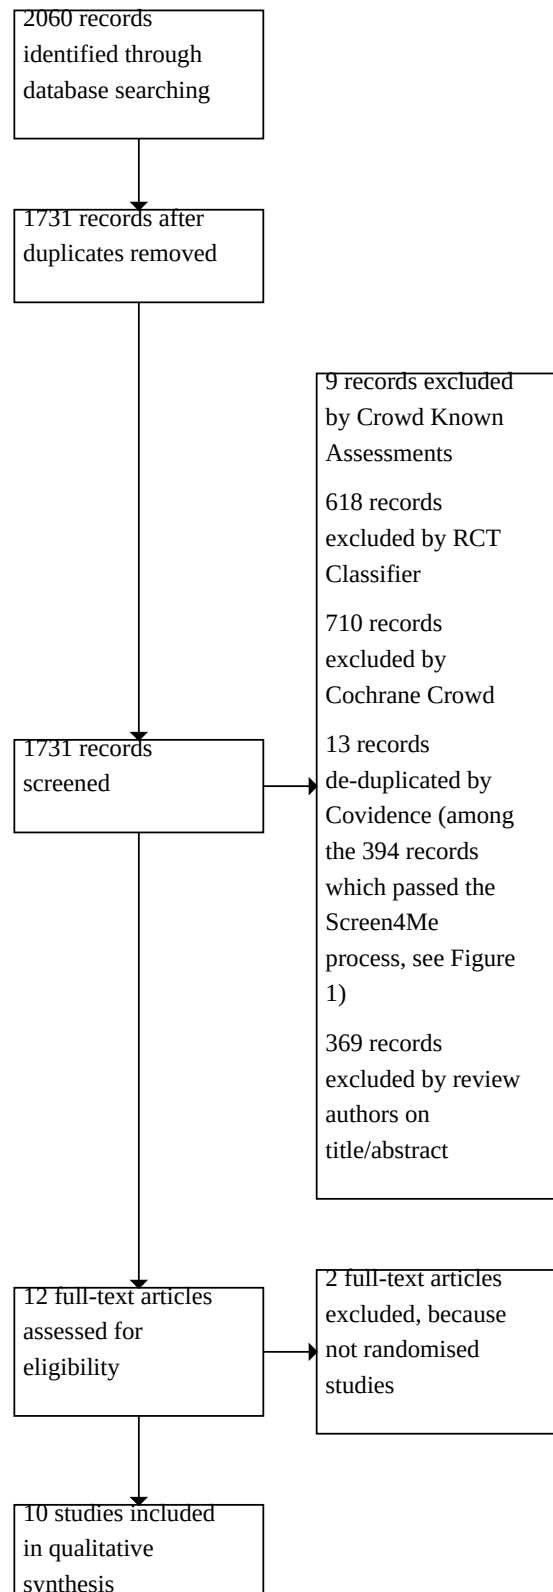 2060 records
identified through
database searching
1731 records after
duplicates removed
9 records excluded
by Crowd Known
Assessments
618 records
excluded by RCT
Classifier
710 records
excluded by
Cochrane Crowd
13 records
de-duplicated by
Covidence (among
the 394 records
which passed the
Screen4Me
process, see Figure
1)
369 records
excluded by review
authors on
title/abstract
1731 records
screened
12 full-text articles
assessed for
eligibility
2 full-text articles
excluded, because
not randomised
studies
10 studies included
in qualitative
synthesis